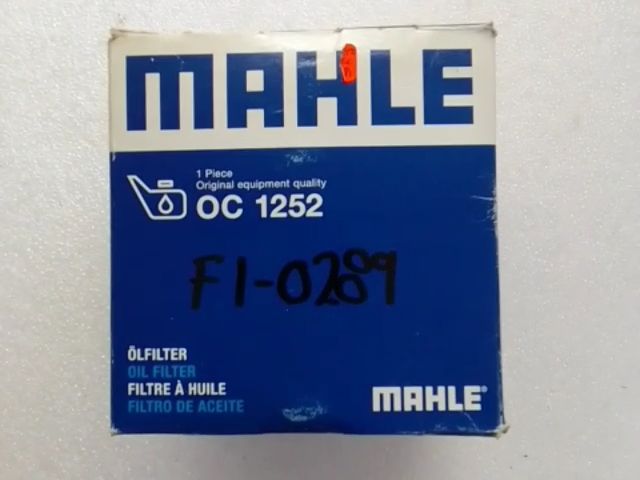 MAHLE
1 Piece
Original equipment quality
OC 1252
F1-0289
ÖLFILTER
OIL FILTER
FILTRE À HUILE
FILTRO DE ACEITE
MAHLE®